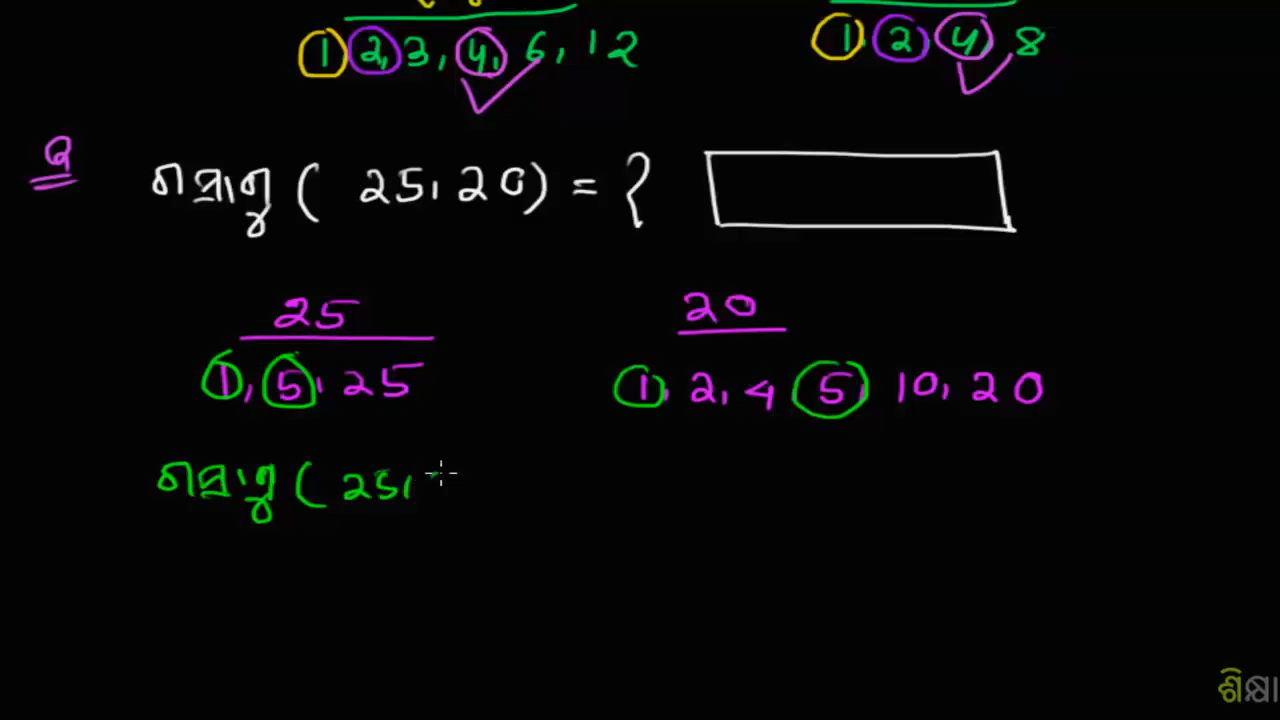 1 2, 3, 4, 6, 12
1, 2 4 8
Q ଗସାଗୁ ( 25, 20) = {
25
1, 5, 25
20
1, 2, 4 5, 10, 20
ଗସାଗୁ ( 25,
ଶିକ୍ଷା